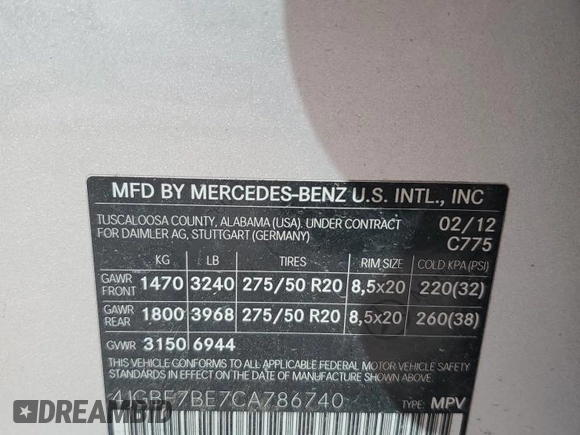 MFD BY MERCEDES-BENZ U.S. INTL., INC
TUSCALOOSA COUNTY, ALABAMA (USA). UNDER CONTRACT
FOR DAIMLER AG, STUTTGART (GERMANY)
02/12
C775
KG LB TIRES RIM SIZE COLD KPA (PSI)
GAWR FRONT 1470 3240 275/50 R20 8,5x20 220(32)
GAWR REAR 1800 3968 275/50 R20 8,5x20 260(38)
GVWR 3150 6944
THIS VEHICLE CONFORMS TO ALL APPLICABLE FEDERAL MOTOR VEHICLE SAFETY
STANDARDS IN EFFECT ON THE DATE OF MANUFACTURE SHOWN ABOVE.
4JGBF7BE7CA786740 TYPE: MPV
DREAMBID